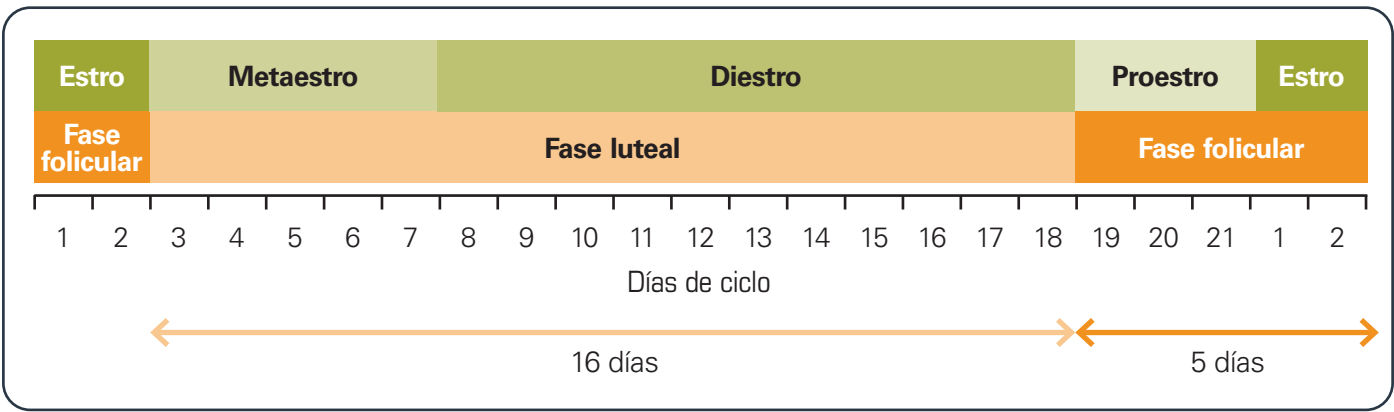 Estro Metaestro Diestro Proestro Estro
Fase
folicular Fase luteal Fase folicular
1 2 3 4 5 6 7 8 9 10 11 12 13 14 15 16 17 18 19 20 21 1 2
Días de ciclo
16 días 5 días